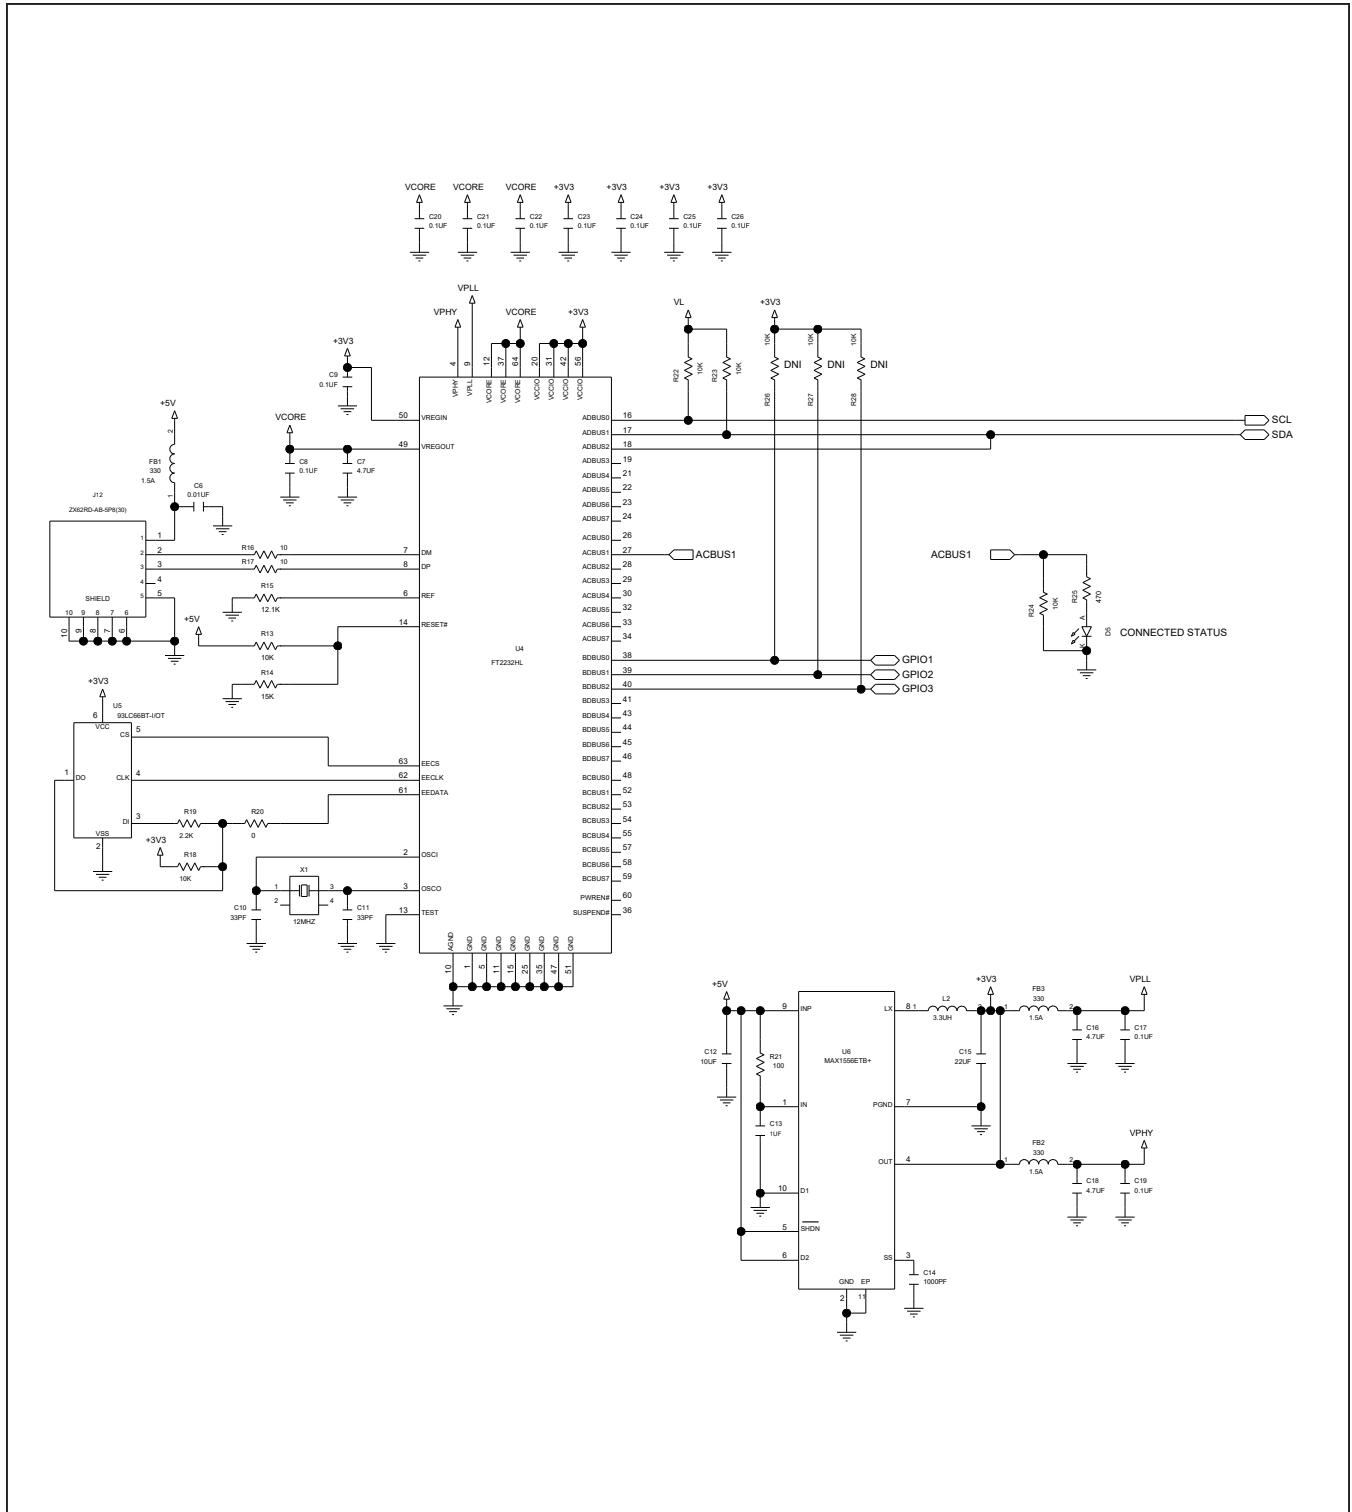 VCORE VCORE VCORE +3V3 +3V3 +3V3 +3V3
C20 C21 C22 C23 C24 C25 C26
0.1UF 0.1UF 0.1UF 0.1UF 0.1UF 0.1UF 0.1UF
VPLL
VPHY VCORE +3V3
VL +3V3
4 9 12 37 64 20 31 42 56
VPHY VPLL VCORE VCORE VCORE VCCIO VCCIO VCCIO VCCIO
+3V3
C9
0.1UF
50 VREGIN
VCORE
49 VREGOUT
C8
0.1UF
C7
4.7UF
R22 10K
R23 10K
10K DNI R26
10K DNI R27
10K DNI R28
+5V
2
FB1
330
1.5A
1
C6
0.01UF
J12
ZX62RD-AB-5P8(30)
1 1
2 2
3 3
4 4
5 5
SHIELD
10 9 8 7 6
10 9 8 7 6
R16 10
R17 10
7 DM
8 DP
R15
12.1K
6 REF
+5V
R13
10K
14 RESET#
R14
15K
U4
FT2232HL
ADBUS0 16
ADBUS1 17
ADBUS2 18
ADBUS3 19
ADBUS4 21
ADBUS5 22
ADBUS6 23
ADBUS7 24
ACBUS0 26
ACBUS1 27
ACBUS2 28
ACBUS3 29
ACBUS4 30
ACBUS5 32
ACBUS6 33
ACBUS7 34
BDBUS0 38
BDBUS1 39
BDBUS2 40
BDBUS3 41
BDBUS4 43
BDBUS5 44
BDBUS6 45
BDBUS7 46
BCBUS0 48
BCBUS1 52
BCBUS2 53
BCBUS3 54
BCBUS4 55
BCBUS5 57
BCBUS6 58
BCBUS7 59
PWREN# 60
SUSPEND# 36
SCL
SDA
ACBUS1
ACBUS1
R24 10K
R25 470
A
K
D5
CONNECTED STATUS
GPIO1
GPIO2
GPIO3
+3V3
U5
93LC66BT-I/OT
6
VCC
CS 5
1 DO
CLK 4
DI 3
VSS
2
63 EECS
62 EECLK
61 EEDATA
R19
2.2K
R20
0
+3V3
R18
10K
2 OSCI
3 OSCO
13 TEST
X1
1 3
2 4
12MHZ
C10
33PF
C11
33PF
AGND GND GND GND GND GND GND GND GND
10 1 5 11 15 25 35 47 51
+5V
C12
10UF
R21
100
C13
1UF
U6
MAX1556ETB+
9 INP
1 IN
10 D1
5 SHDN
6 D2
LX 8
PGND 7
OUT 4
SS 3
GND EP
2 11
1 L2 2
3.3UH
+3V3
C15
22UF
1 FB3 2
330
1.5A
VPLL
C16
4.7UF
C17
0.1UF
1 FB2 2
330
1.5A
VPHY
C18
4.7UF
C19
0.1UF
C14
1000PF